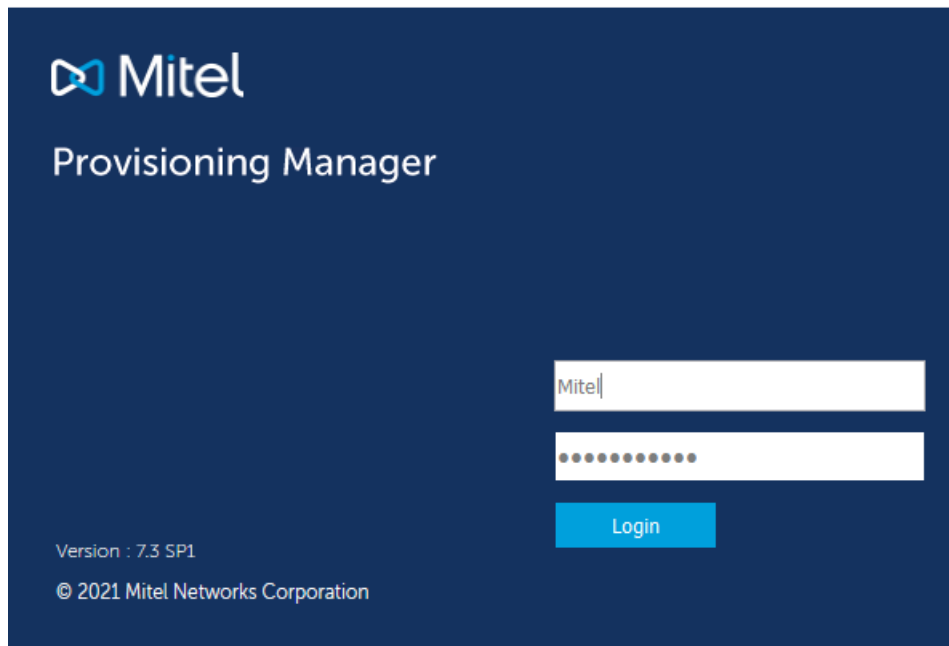 Mitel
Provisioning Manager
Mitel
●●●●●●●●●●●
Login
Version : 7.3 SP1
© 2021 Mitel Networks Corporation